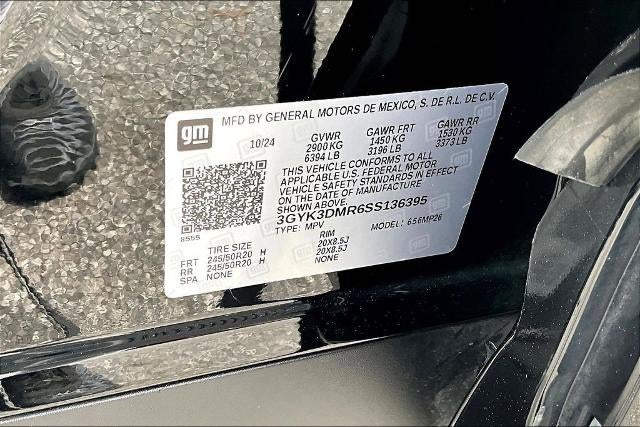 gm
MFD BY GENERAL MOTORS DE MEXICO, S. DE R.L. DE C.V.
10/24 GVWR GAWR FRT GAWR RR
2900 KG 1450 KG 1530 KG
6394 LB 3196 LB 3373 LB
THIS VEHICLE CONFORMS TO ALL
APPLICABLE U.S. FEDERAL MOTOR
VEHICLE SAFETY STANDARDS IN EFFECT
ON THE DATE OF MANUFACTURE
SHOWN ABOVE.
3GYK3DMR6SS136395
TYPE: MPV MODEL: 656MP26
8555
TIRE SIZE RIM
FRT 245/50R20 H 20X8.5J
RR 245/50R20 H 20X8.5J
SPA NONE NONE